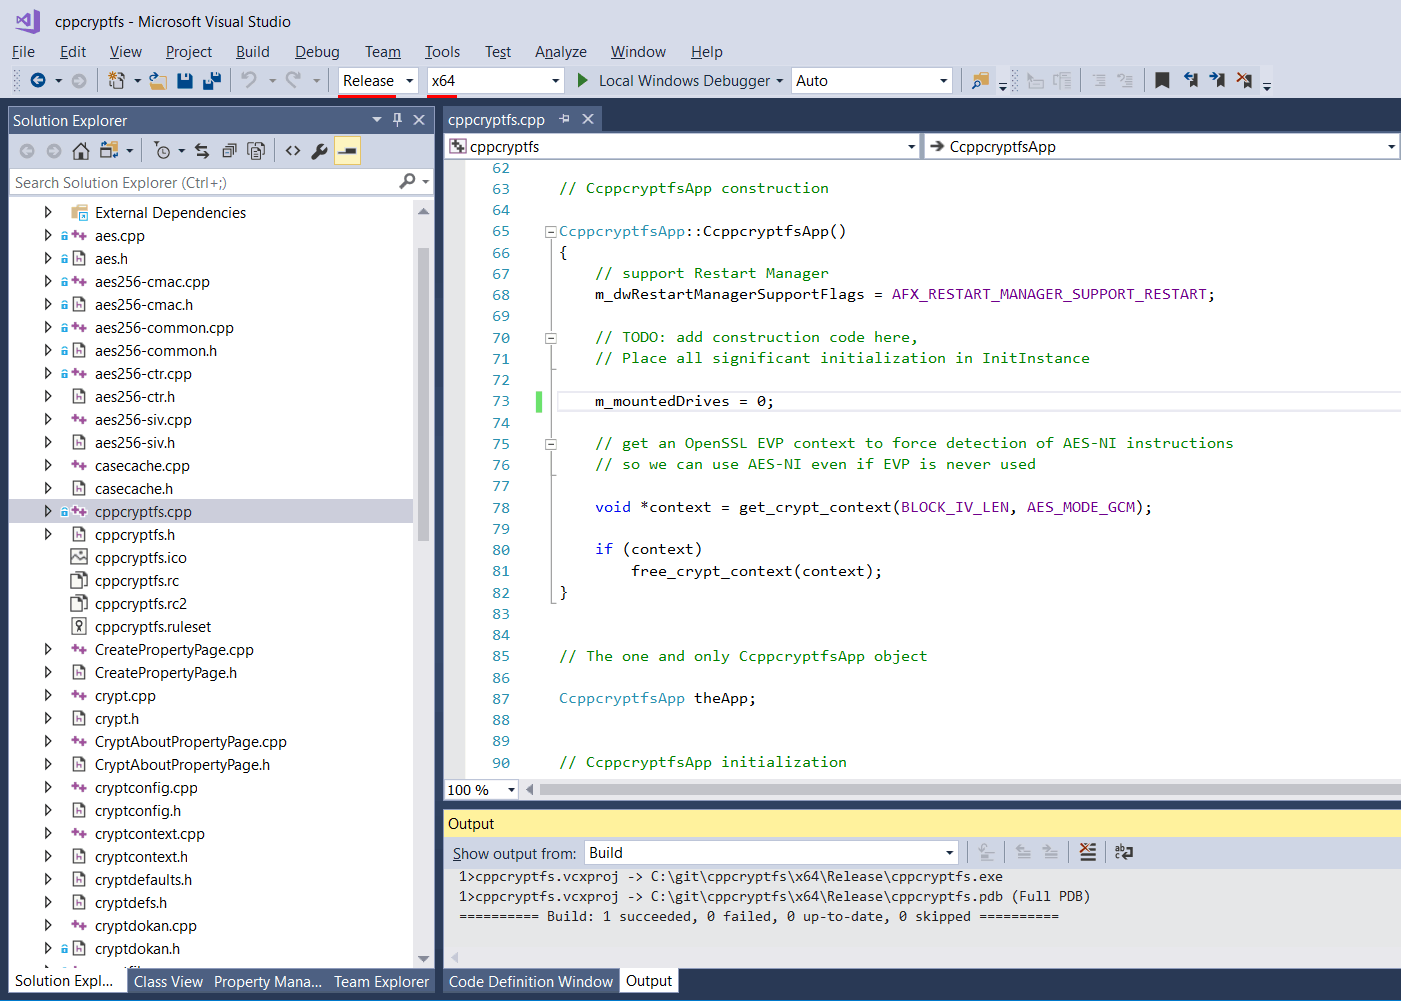 cppcryptfs - Microsoft Visual Studio
File Edit View Project Build Debug Team Tools Test Analyze Window Help
Release x64 Local Windows Debugger Auto
Solution Explorer
Search Solution Explorer (Ctrl+;)
External Dependencies
aes.cpp
aes.h
aes256-cmac.cpp
aes256-cmac.h
aes256-common.cpp
aes256-common.h
aes256-ctr.cpp
aes256-ctr.h
aes256-siv.cpp
aes256-siv.h
casecache.cpp
casecache.h
cppcryptfs.cpp
cppcryptfs.h
cppcryptfs.ico
cppcryptfs.rc
cppcryptfs.rc2
cppcryptfs.ruleset
CreatePropertyPage.cpp
CreatePropertyPage.h
crypt.cpp
crypt.h
CryptAboutPropertyPage.cpp
CryptAboutPropertyPage.h
cryptconfig.cpp
cryptconfig.h
cryptcontext.cpp
cryptcontext.h
cryptdefaults.h
cryptdefs.h
cryptdokan.cpp
cryptdokan.h
Solution Expl... Class View Property Mana... Team Explorer
cppcryptfs.cpp
cppcryptfs CcppcryptfsApp
62
63 // CcppcryptfsApp construction
64
65 CcppcryptfsApp::CcppcryptfsApp()
66 {
67 // support Restart Manager
68 m_dwRestartManagerSupportFlags = AFX_RESTART_MANAGER_SUPPORT_RESTART;
69
70 // TODO: add construction code here,
71 // Place all significant initialization in InitInstance
72
73 m_mountedDrives = 0;
74
75 // get an OpenSSL EVP context to force detection of AES-NI instructions
76 // so we can use AES-NI even if EVP is never used
77
78 void *context = get_crypt_context(BLOCK_IV_LEN, AES_MODE_GCM);
79
80 if (context)
81 free_crypt_context(context);
82 }
83
84
85 // The one and only CcppcryptfsApp object
86
87 CcppcryptfsApp theApp;
88
89
90 // CcppcryptfsApp initialization
100 %
Output
Show output from: Build
1>cppcryptfs.vcxproj -> C:\git\cppcryptfs\x64\Release\cppcryptfs.exe
1>cppcryptfs.vcxproj -> C:\git\cppcryptfs\x64\Release\cppcryptfs.pdb (Full PDB)
========== Build: 1 succeeded, 0 failed, 0 up-to-date, 0 skipped ==========
Code Definition Window Output